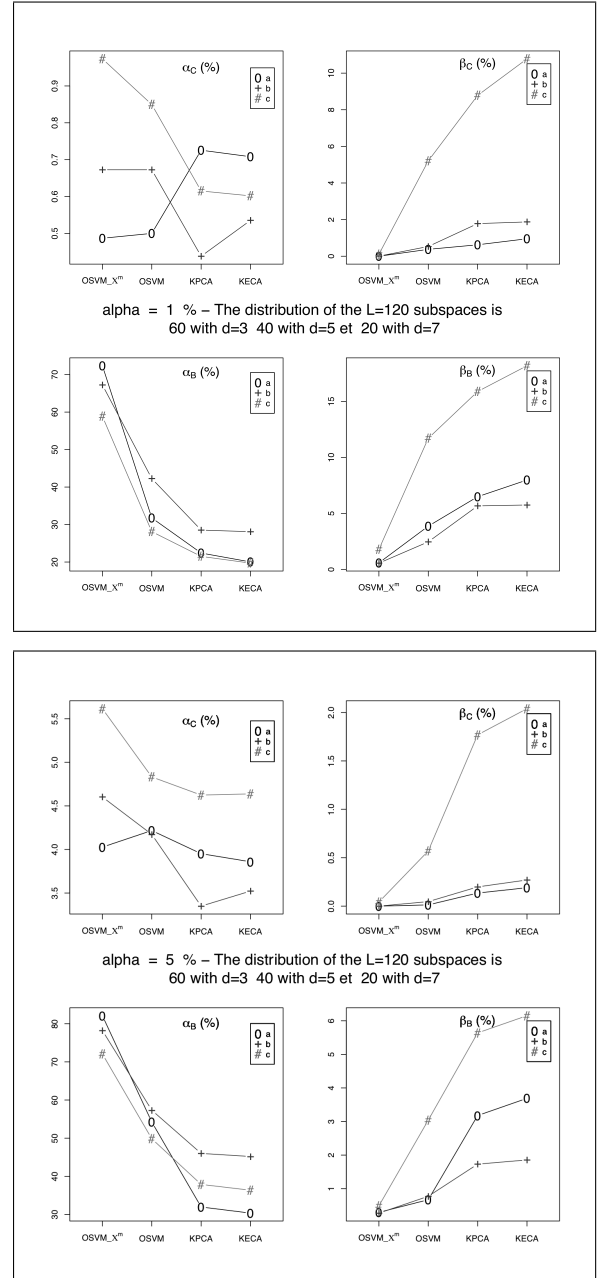 α_C (%)
0 a
+ b
# c
0.9
0.8
0.7
0.6
0.5
OSVM_X^m OSVM KPCA KECA
β_C (%)
0 a
+ b
# c
10
8
6
4
2
0
OSVM_X^m OSVM KPCA KECA
alpha = 1 % – The distribution of the L=120 subspaces is
60 with d=3 40 with d=5 et 20 with d=7
α_B (%)
0 a
+ b
# c
70
60
50
40
30
20
OSVM_X^m OSVM KPCA KECA
β_B (%)
0 a
+ b
# c
15
10
5
0
OSVM_X^m OSVM KPCA KECA
α_C (%)
0 a
+ b
# c
5.5
5.0
4.5
4.0
3.5
OSVM_X^m OSVM KPCA KECA
β_C (%)
0 a
+ b
# c
2.0
1.5
1.0
0.5
0.0
OSVM_X^m OSVM KPCA KECA
alpha = 5 % – The distribution of the L=120 subspaces is
60 with d=3 40 with d=5 et 20 with d=7
α_B (%)
0 a
+ b
# c
80
70
60
50
40
30
OSVM_X^m OSVM KPCA KECA
β_B (%)
0 a
+ b
# c
6
5
4
3
2
1
OSVM_X^m OSVM KPCA KECA